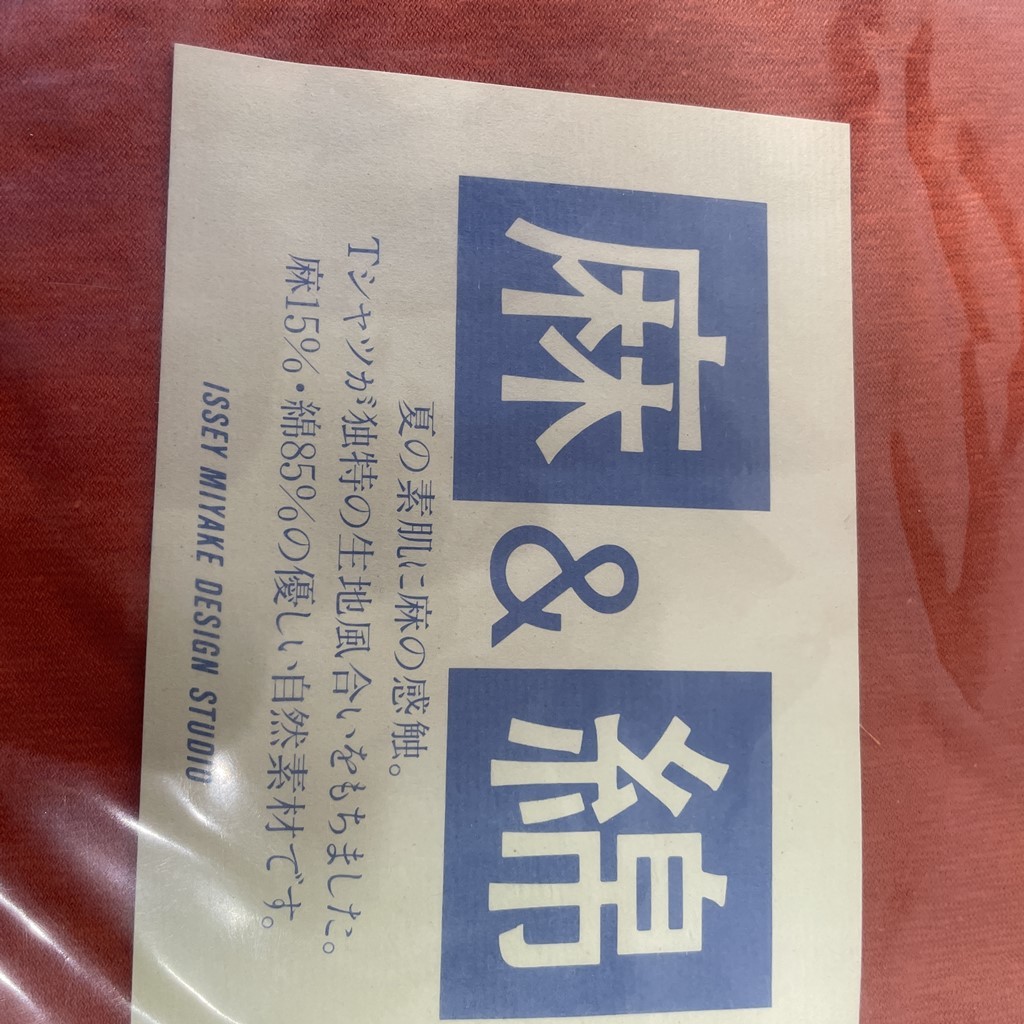 麻&綿
夏の素肌に麻の感触。
Tシャツが独特の生地風合いをもちました。
麻15%・綿85%の優しい自然素材です。
ISSEY MIYAKE DESIGN STUDIO